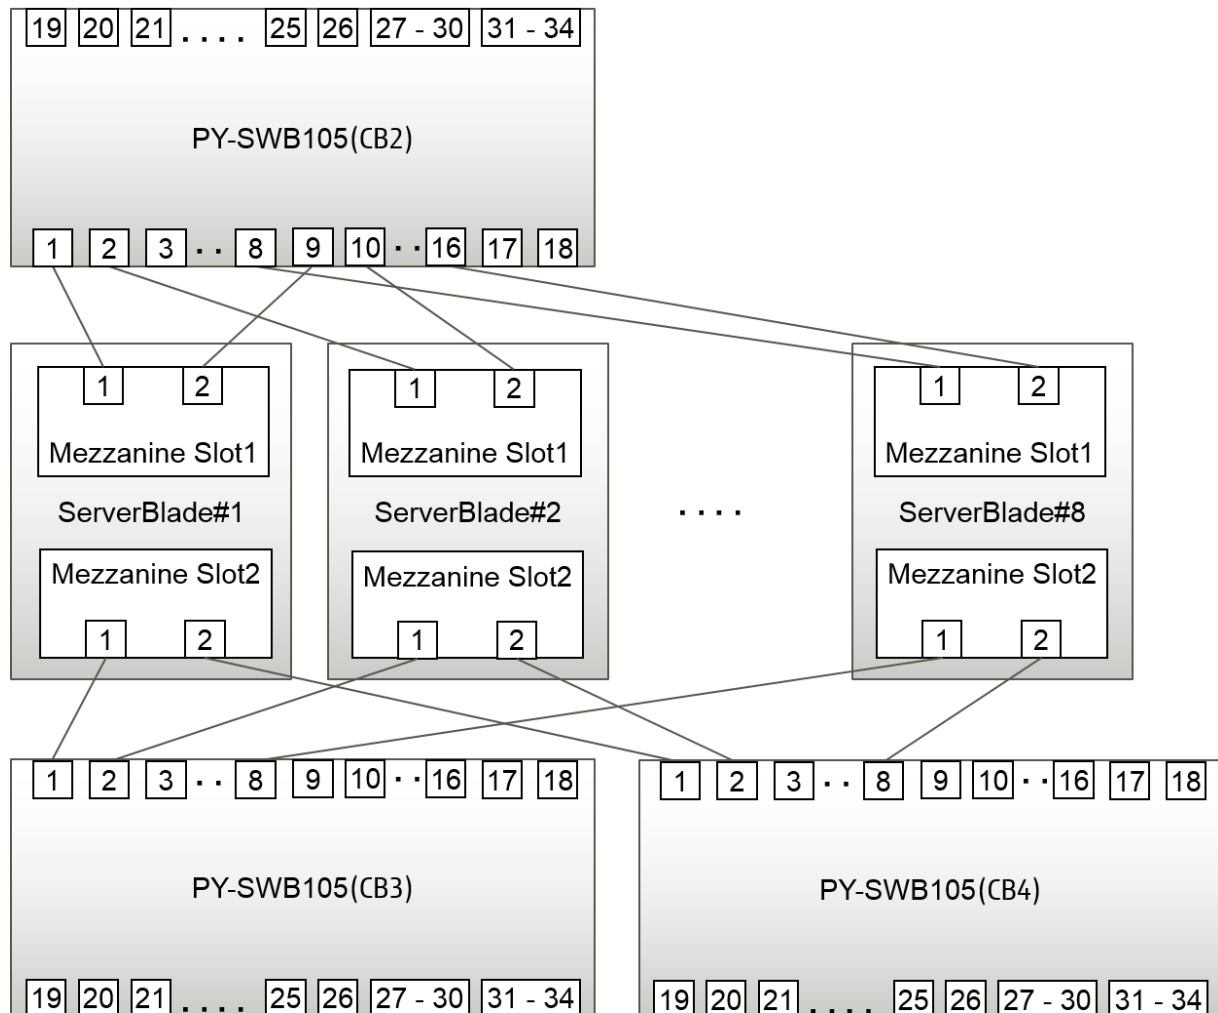 19 20 21 . . . . 25 26 27 - 30 31 - 34
PY-SWB105(CB2)
1 2 3 . . 8 9 10 . . 16 17 18
1 2 1 2 1 2
Mezzanine Slot1 Mezzanine Slot1 Mezzanine Slot1
ServerBlade#1 ServerBlade#2 . . . . ServerBlade#8
Mezzanine Slot2 Mezzanine Slot2 Mezzanine Slot2
1 2 1 2 1 2
1 2 3 . . 8 9 10 . . 16 17 18 1 2 3 . . 8 9 10 . . 16 17 18
PY-SWB105(CB3) PY-SWB105(CB4)
19 20 21 . . . . 25 26 27 - 30 31 - 34 19 20 21 . . . . 25 26 27 - 30 31 - 34